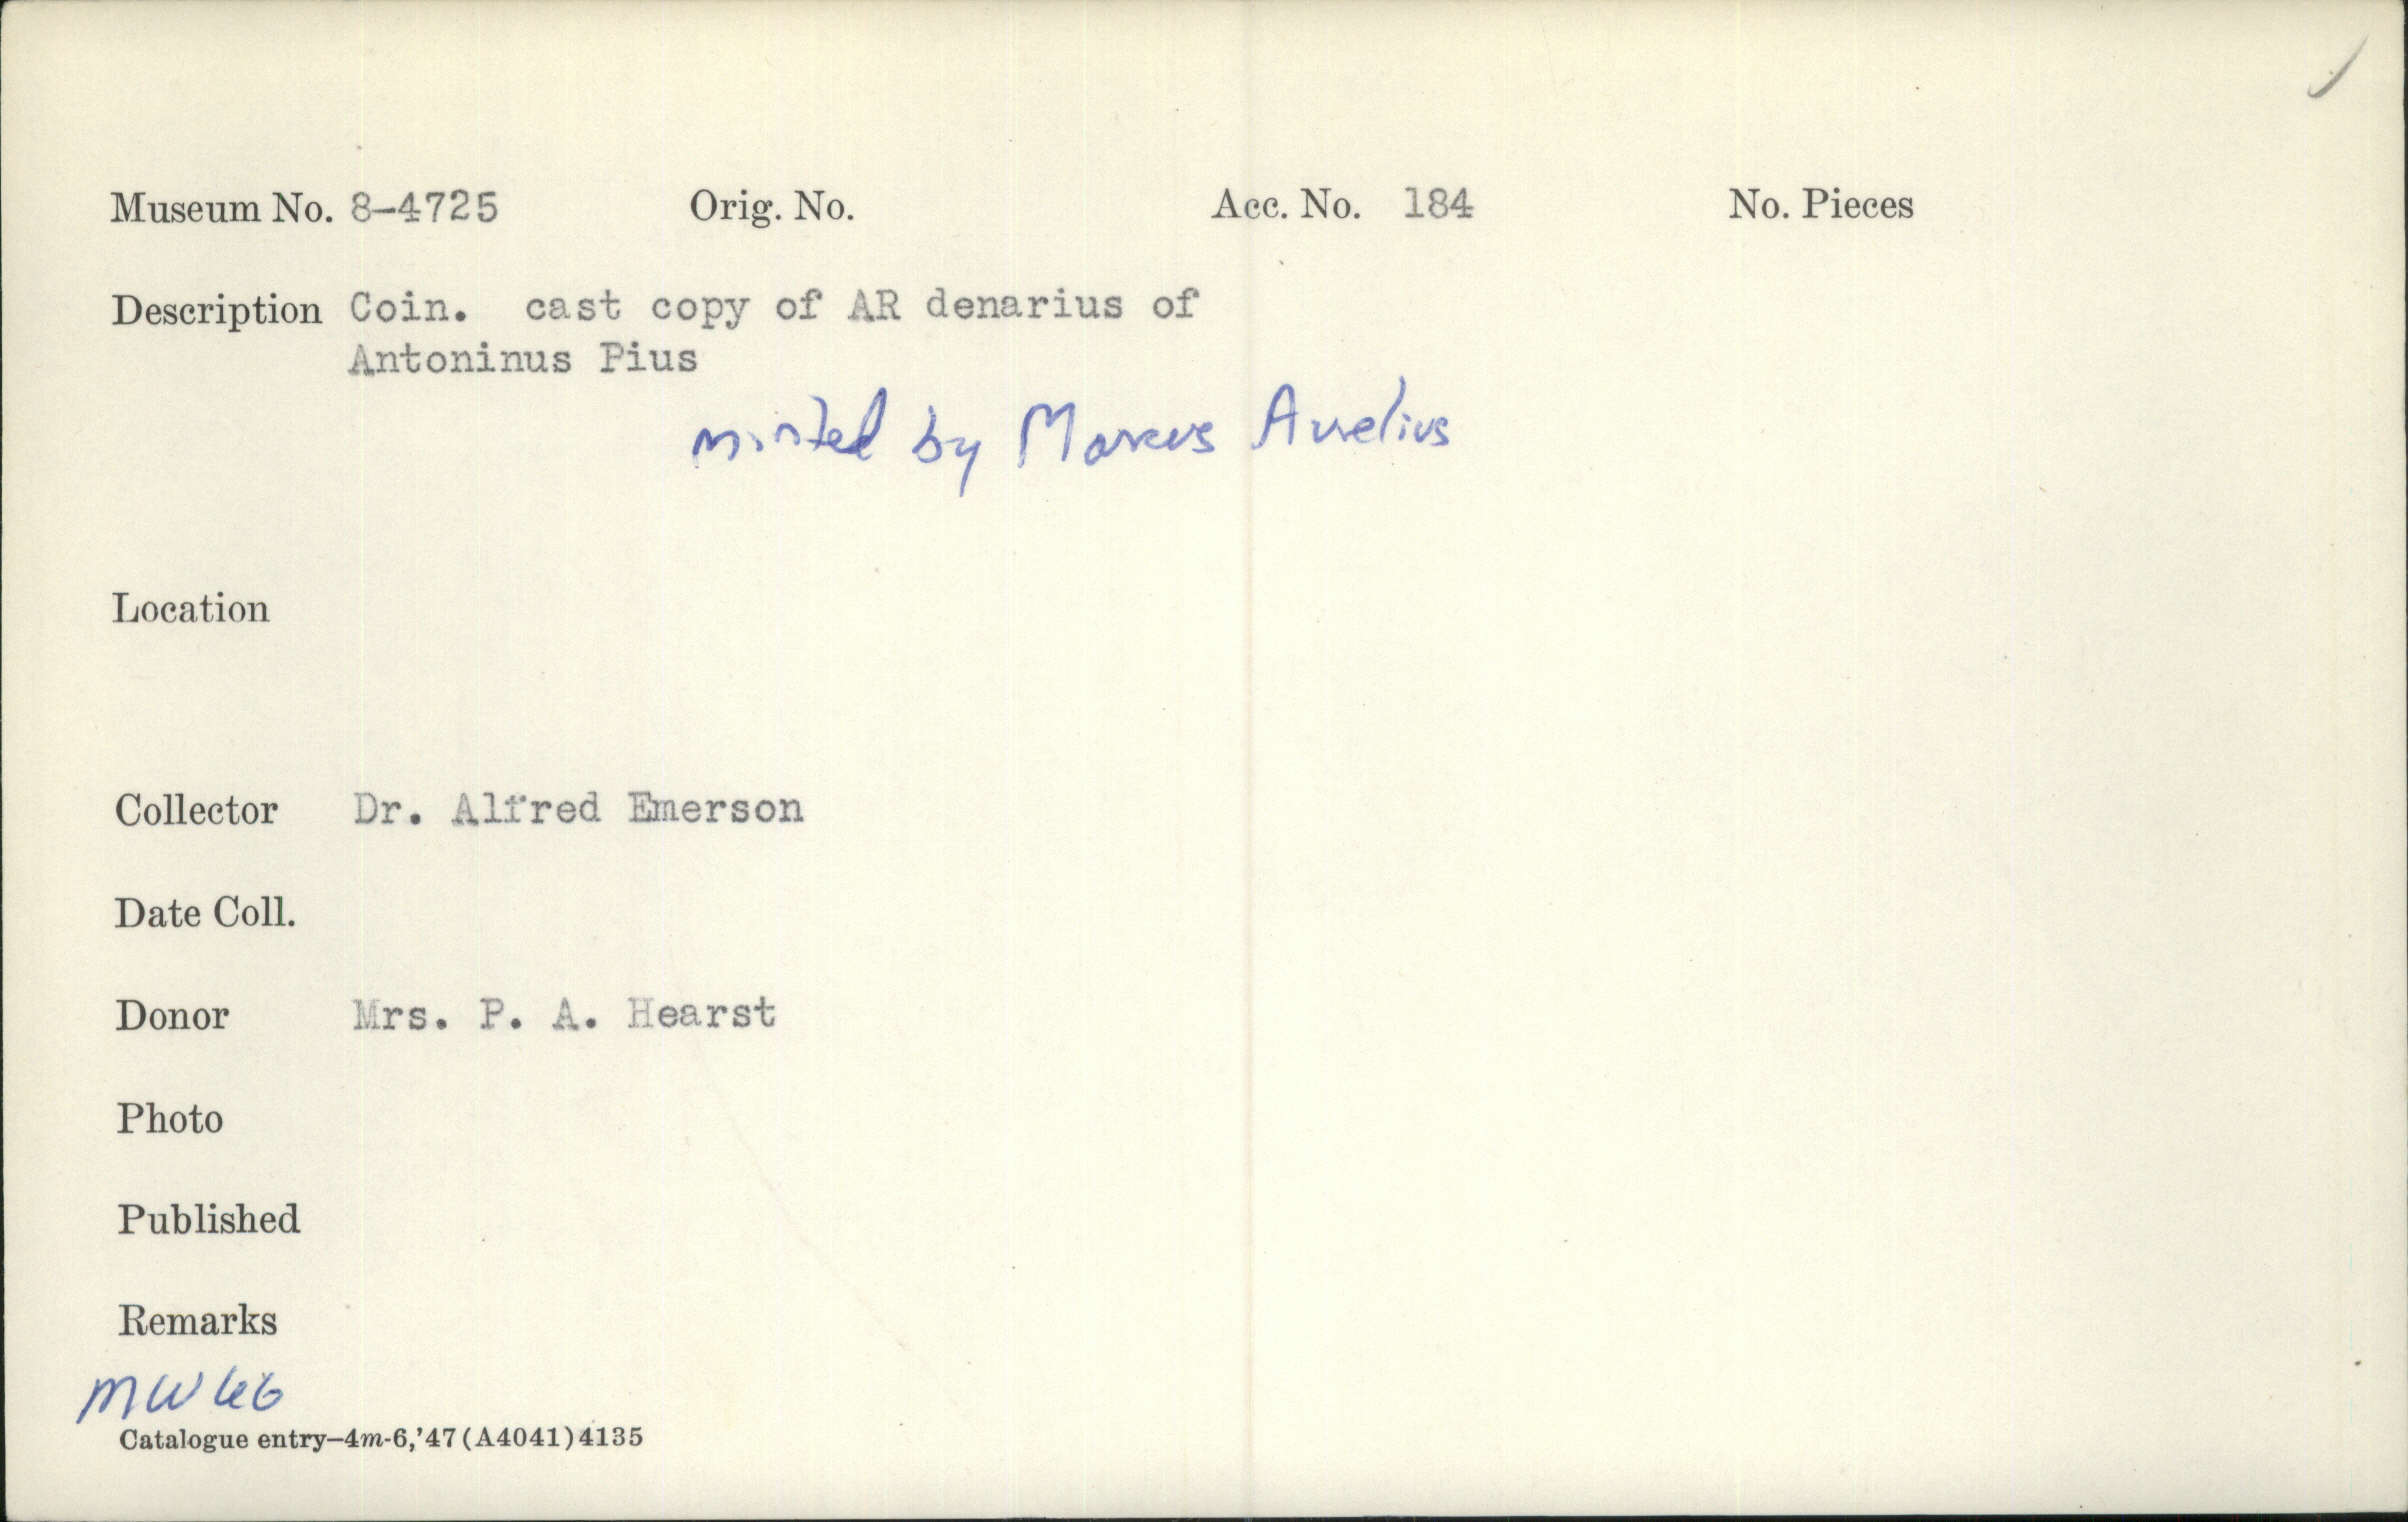 Museum No. 8-4725 Orig. No. Acc. No. 184 No. Pieces
Description Coin. cast copy of AR denarius of
Antoninus Pius
minted by Marcus Aurelius
Location
Collector Dr. Alfred Emerson
Date Coll.
Donor Mrs. P. A. Hearst
Photo
Published
Remarks
Catalogue entry—4m-6,'47(A4041)4135